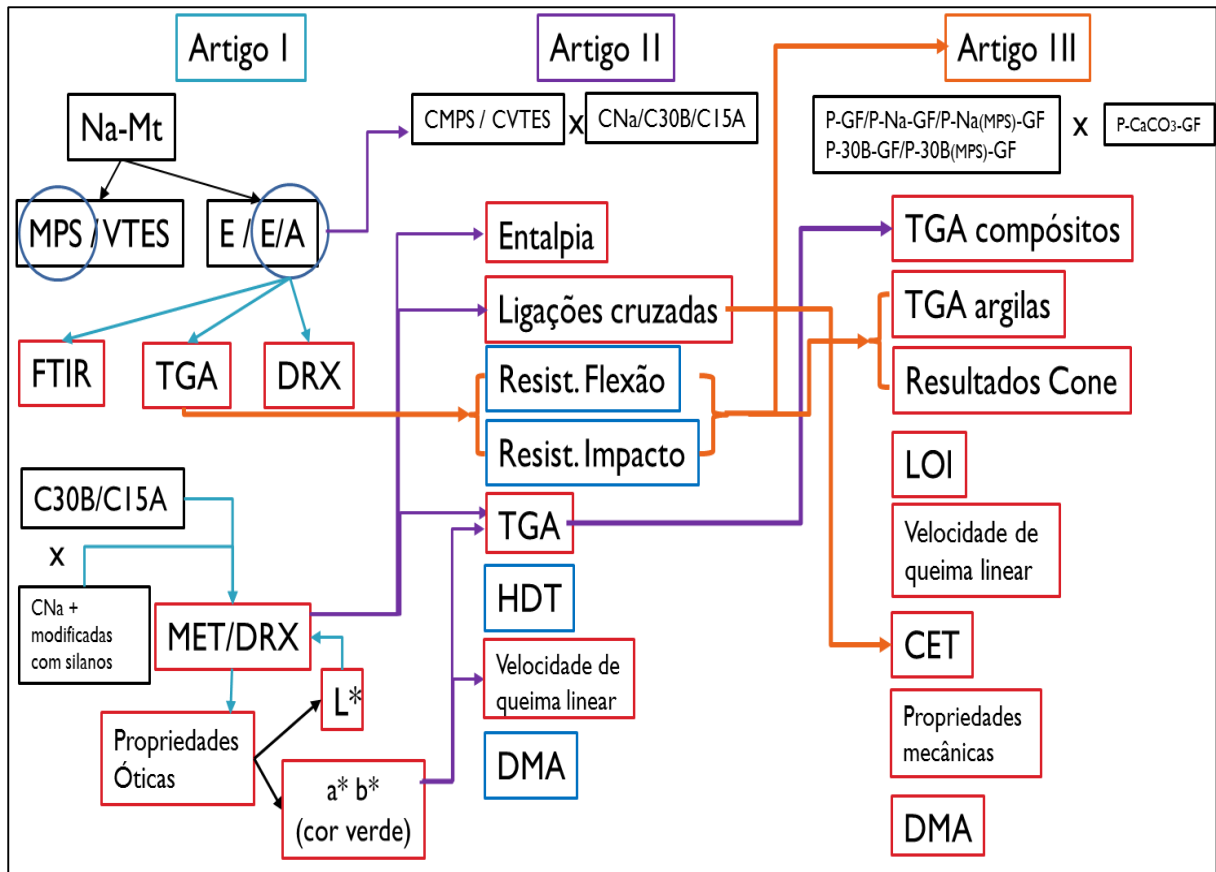 Artigo I
Artigo II
Artigo III
Na-Mt
MPS / VTES
E / E/A
FTIR
TGA
DRX
C30B/C15A
x
CNa +
modificadas
com silanos
MET/DRX
L*
Propriedades
Óticas
a* b*
(cor verde)
CMPS / CVTES
x
CNa/C30B/C15A
Entalpia
Ligações cruzadas
Resist. Flexão
Resist. Impacto
TGA
HDT
Velocidade de
queima linear
DMA
P-GF/P-Na-GF/P-Na(MPS)-GF
P-30B-GF/P-30B(MPS)-GF
x
P-CaCO3-GF
TGA compósitos
TGA argilas
Resultados Cone
LOI
Velocidade de
queima linear
CET
Propriedades
mecânicas
DMA